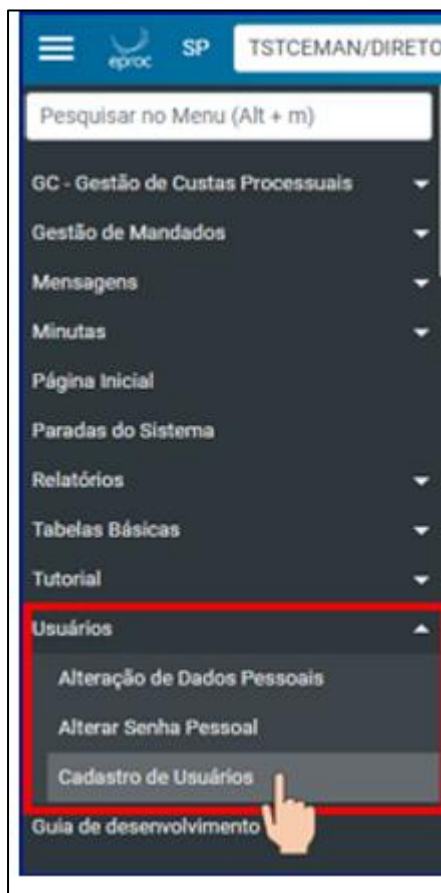 eproc
SP
TSTCEMAN/DIRETO
Pesquisar no Menu (Alt + m)
GC - Gestão de Custas Processuais
Gestão de Mandados
Mensagens
Minutas
Página Inicial
Paradas do Sistema
Relatórios
Tabelas Básicas
Tutorial
Usuários
Alteração de Dados Pessoais
Alterar Senha Pessoal
Cadastro de Usuários
Guia de desenvolvimento